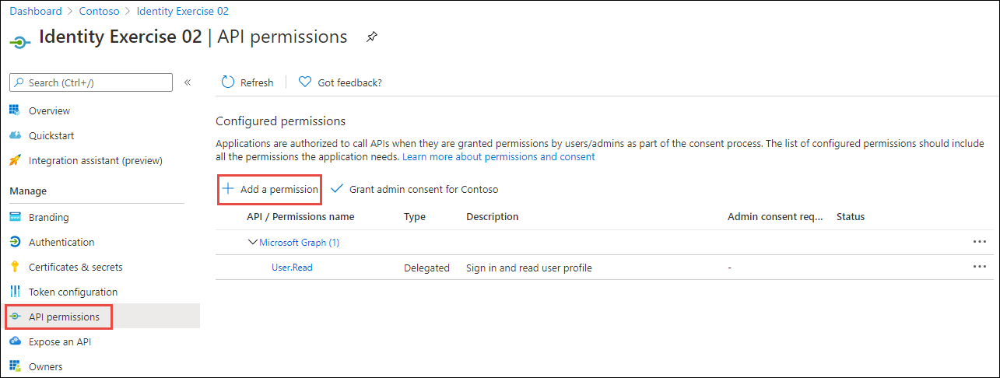 Dashboard > Contoso > Identity Exercise 02
Identity Exercise 02 | API permissions
Search (Ctrl+/)
«
Overview
Quickstart
Integration assistant (preview)
Manage
Branding
Authentication
Certificates & secrets
Token configuration
API permissions
Expose an API
Owners
Refresh
Got feedback?
Configured permissions
Applications are authorized to call APIs when they are granted permissions by users/admins as part of the consent process. The list of configured permissions should include
all the permissions the application needs. Learn more about permissions and consent
+ Add a permission
Grant admin consent for Contoso
API / Permissions name Type Description Admin consent req... Status
Microsoft Graph (1) ...
User.Read Delegated Sign in and read user profile - ...